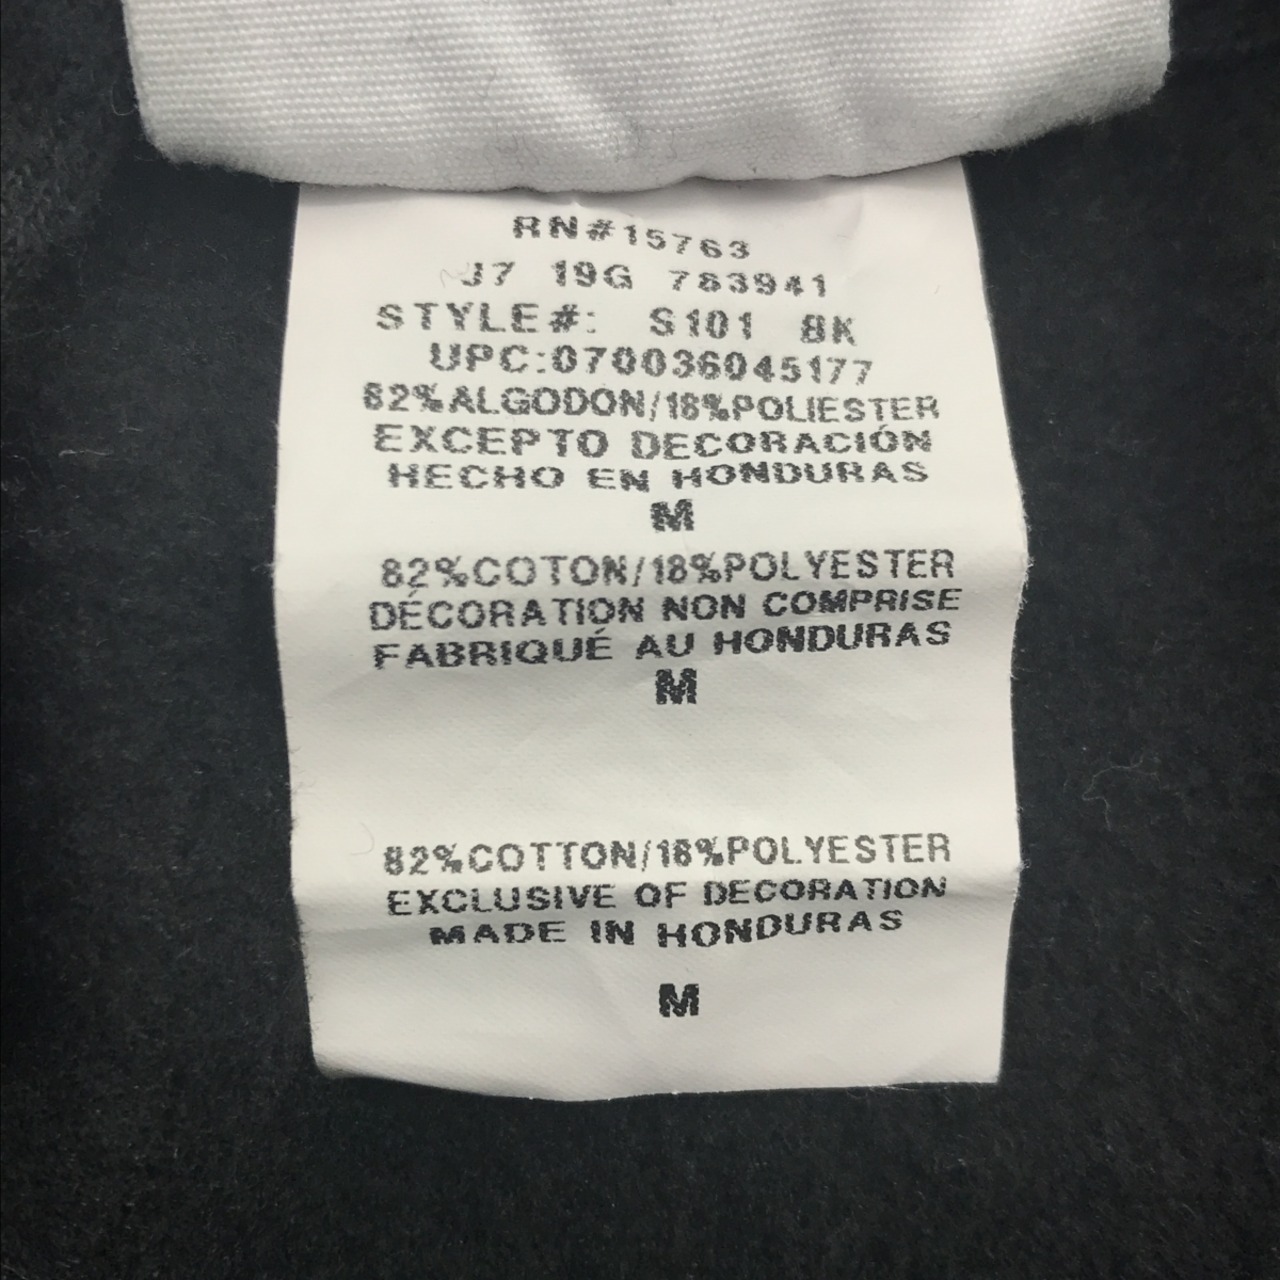 RN#15763
J7 19G 783941
STYLE#: S101 BK
UPC:070036045177
82%ALGODON/18%POLIESTER
EXCEPTO DECORACIÓN
HECHO EN HONDURAS
M
82%COTON/18%POLYESTER
DÉCORATION NON COMPRISE
FABRIQUÉ AU HONDURAS
M
82%COTTON/18%POLYESTER
EXCLUSIVE OF DECORATION
MADE IN HONDURAS
M